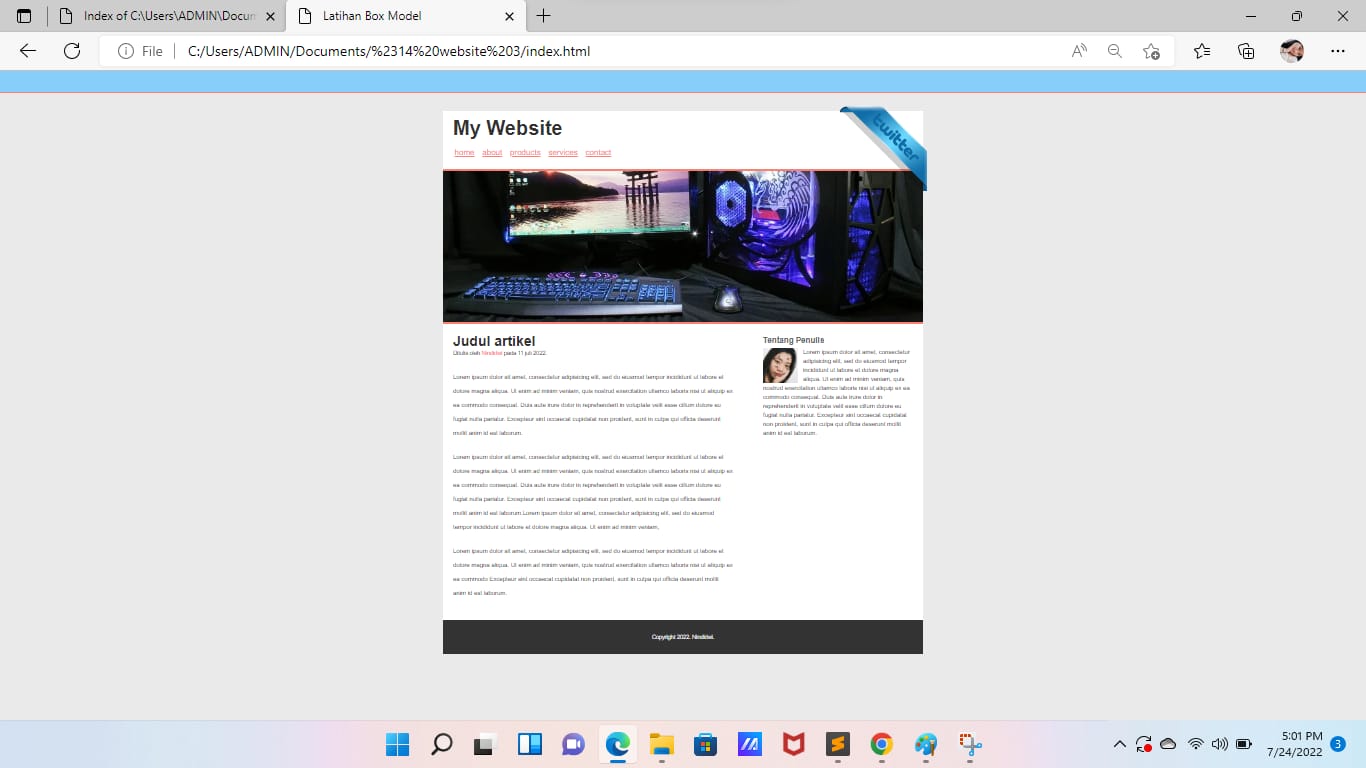 Index of C:\Users\ADMIN\Docum
Latihan Box Model
File
C:/Users/ADMIN/Documents/%2314%20website%203/index.html
My Website
twitter
home about products services contact
Judul artikel
Ditulis oleh Nindidwi pada 11 juli 2022.
Lorem ipsum dolor sit amet, consectetur adipisicing elit, sed do eiusmod tempor incididunt ut labore et
dolore magna aliqua. Ut enim ad minim veniam, quis nostrud exercitation ullamco laboris nisi ut aliquip ex
ea commodo consequat. Duis aute irure dolor in reprehenderit in voluptate velit esse cillum dolore eu
fugiat nulla pariatur. Excepteur sint occaecat cupidatat non proident, sunt in culpa qui officia deserunt
mollit anim id est laborum.
Lorem ipsum dolor sit amet, consectetur adipisicing elit, sed do eiusmod tempor incididunt ut labore et
dolore magna aliqua. Ut enim ad minim veniam, quis nostrud exercitation ullamco laboris nisi ut aliquip ex
ea commodo consequat. Duis aute irure dolor in reprehenderit in voluptate velit esse cillum dolore eu
fugiat nulla pariatur. Excepteur sint occaecat cupidatat non proident, sunt in culpa qui officia deserunt
mollit anim id est laborum.Lorem ipsum dolor sit amet, consectetur adipisicing elit, sed do eiusmod
tempor incididunt ut labore et dolore magna aliqua. Ut enim ad minim veniam,
Lorem ipsum dolor sit amet, consectetur adipisicing elit, sed do eiusmod tempor incididunt ut labore et
dolore magna aliqua. Ut enim ad minim veniam, quis nostrud exercitation ullamco laboris nisi ut aliquip ex
ea commodo Excepteur sint occaecat cupidatat non proident, sunt in culpa qui officia deserunt mollit
anim id est laborum.
Tentang Penulis
Lorem ipsum dolor sit amet, consectetur
adipisicing elit, sed do eiusmod tempor
incididunt ut labore et dolore magna
aliqua. Ut enim ad minim veniam, quis
nostrud exercitation ullamco laboris nisi ut aliquip ex ea
commodo consequat. Duis aute irure dolor in
reprehenderit in voluptate velit esse cillum dolore eu
fugiat nulla pariatur. Excepteur sint occaecat cupidatat
non proident, sunt in culpa qui officia deserunt mollit
anim id est laborum.
Copyright 2022. Nindidwi.
5:01 PM
7/24/2022
3